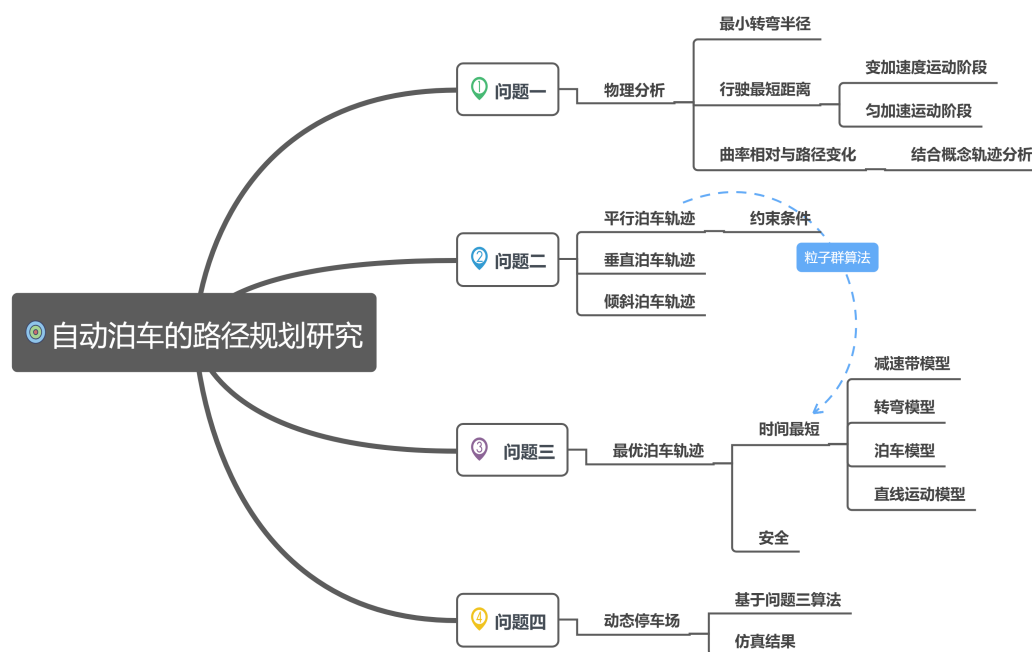 自动泊车的路径规划研究
1
问题一
物理分析
最小转弯半径
行驶最短距离
变加速度运动阶段
匀加速运动阶段
曲率相对与路径变化
结合概念轨迹分析
2
问题二
平行泊车轨迹
约束条件
垂直泊车轨迹
倾斜泊车轨迹
粒子群算法
3
问题三
最优泊车轨迹
时间最短
减速带模型
转弯模型
泊车模型
直线运动模型
安全
4
问题四
动态停车场
基于问题三算法
仿真结果